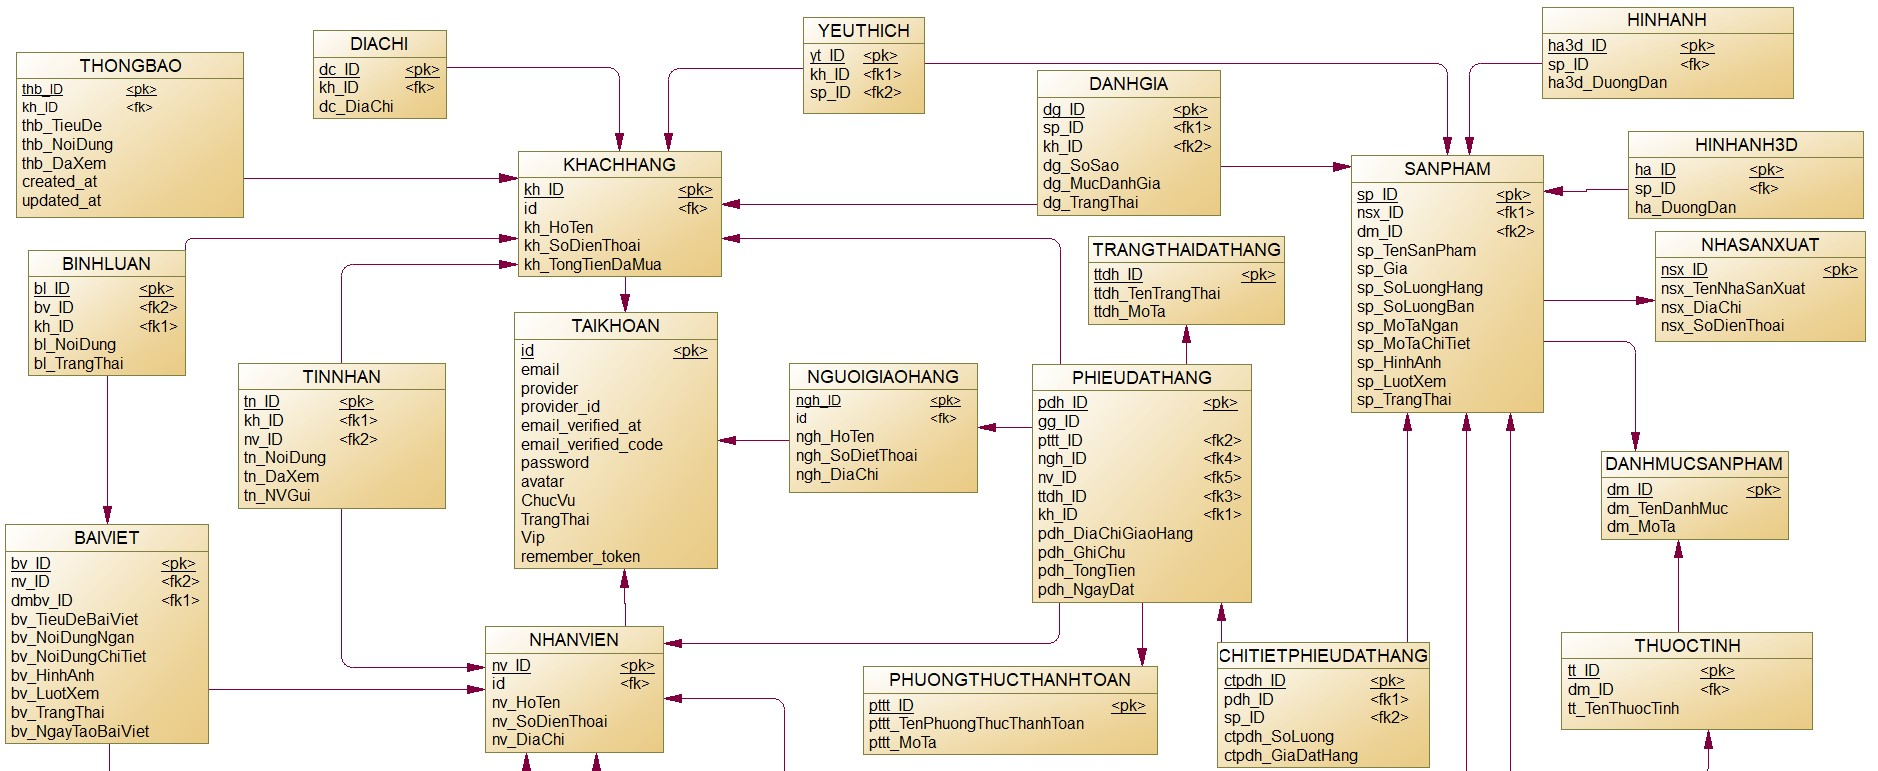 THONGBAO
thb_ID <pk>
kh_ID <fk>
thb_TieuDe
thb_NoiDung
thb_DaXem
created_at
updated_at
DIACHI
dc_ID <pk>
kh_ID <fk>
dc_DiaChi
YEUTHICH
yt_ID <pk>
kh_ID <fk1>
sp_ID <fk2>
DANHGIA
dg_ID <pk>
sp_ID <fk1>
kh_ID <fk2>
dg_SoSao
dg_MucDanhGia
dg_TrangThai
HINHANH
ha3d_ID <pk>
sp_ID <fk>
ha3d_DuongDan
HINHANH3D
ha_ID <pk>
sp_ID <fk>
ha_DuongDan
KHACHHANG
kh_ID <pk>
id <fk>
kh_HoTen
kh_SoDienThoai
kh_TongTienDaMua
SANPHAM
sp_ID <pk>
nsx_ID <fk1>
dm_ID <fk2>
sp_TenSanPham
sp_Gia
sp_SoLuongHang
sp_SoLuongBan
sp_MoTaNgan
sp_MoTaChiTiet
sp_HinhAnh
sp_LuotXem
sp_TrangThai
NHASANXUAT
nsx_ID <pk>
nsx_TenNhaSanXuat
nsx_DiaChi
nsx_SoDienThoai
BINHLUAN
bl_ID <pk>
bv_ID <fk2>
kh_ID <fk1>
bl_NoiDung
bl_TrangThai
TRANGTHAIDATHANG
ttdh_ID <pk>
ttdh_TenTrangThai
ttdh_MoTa
TINNHAN
tn_ID <pk>
kh_ID <fk1>
nv_ID <fk2>
tn_NoiDung
tn_DaXem
tn_NVGui
TAIKHOAN
id <pk>
email
provider
provider_id
email_verified_at
email_verified_code
password
avatar
ChucVu
TrangThai
Vip
remember_token
NGUOIGIAOHANG
ngh_ID <pk>
id <fk>
ngh_HoTen
ngh_SoDietThoai
ngh_DiaChi
PHIEUDATHANG
pdh_ID <pk>
gg_ID
pttt_ID <fk2>
ngh_ID <fk4>
nv_ID <fk5>
ttdh_ID <fk3>
kh_ID <fk1>
pdh_DiaChiGiaoHang
pdh_GhiChu
pdh_TongTien
pdh_NgayDat
DANHMUCSANPHAM
dm_ID <pk>
dm_TenDanhMuc
dm_MoTa
BAIVIET
bv_ID <pk>
nv_ID <fk2>
dmbv_ID <fk1>
bv_TieuDeBaiViet
bv_NoiDungNgan
bv_NoiDungChiTiet
bv_HinhAnh
bv_LuotXem
bv_TrangThai
bv_NgayTaoBaiViet
NHANVIEN
nv_ID <pk>
id <fk>
nv_HoTen
nv_SoDienThoai
nv_DiaChi
PHUONGTHUCTHANHTOAN
pttt_ID <pk>
pttt_TenPhuongThucThanhToan
pttt_MoTa
CHITIETPHIEUDATHANG
ctpdh_ID <pk>
pdh_ID <fk1>
sp_ID <fk2>
ctpdh_SoLuong
ctpdh_GiaDatHang
THUOCTINH
tt_ID <pk>
dm_ID <fk>
tt_TenThuocTinh